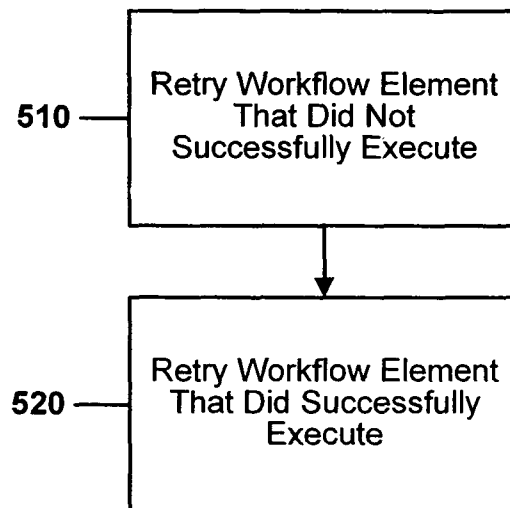 510
Retry Workflow Element
That Did Not
Successfully Execute
520
Retry Workflow Element
That Did Successfully
Execute